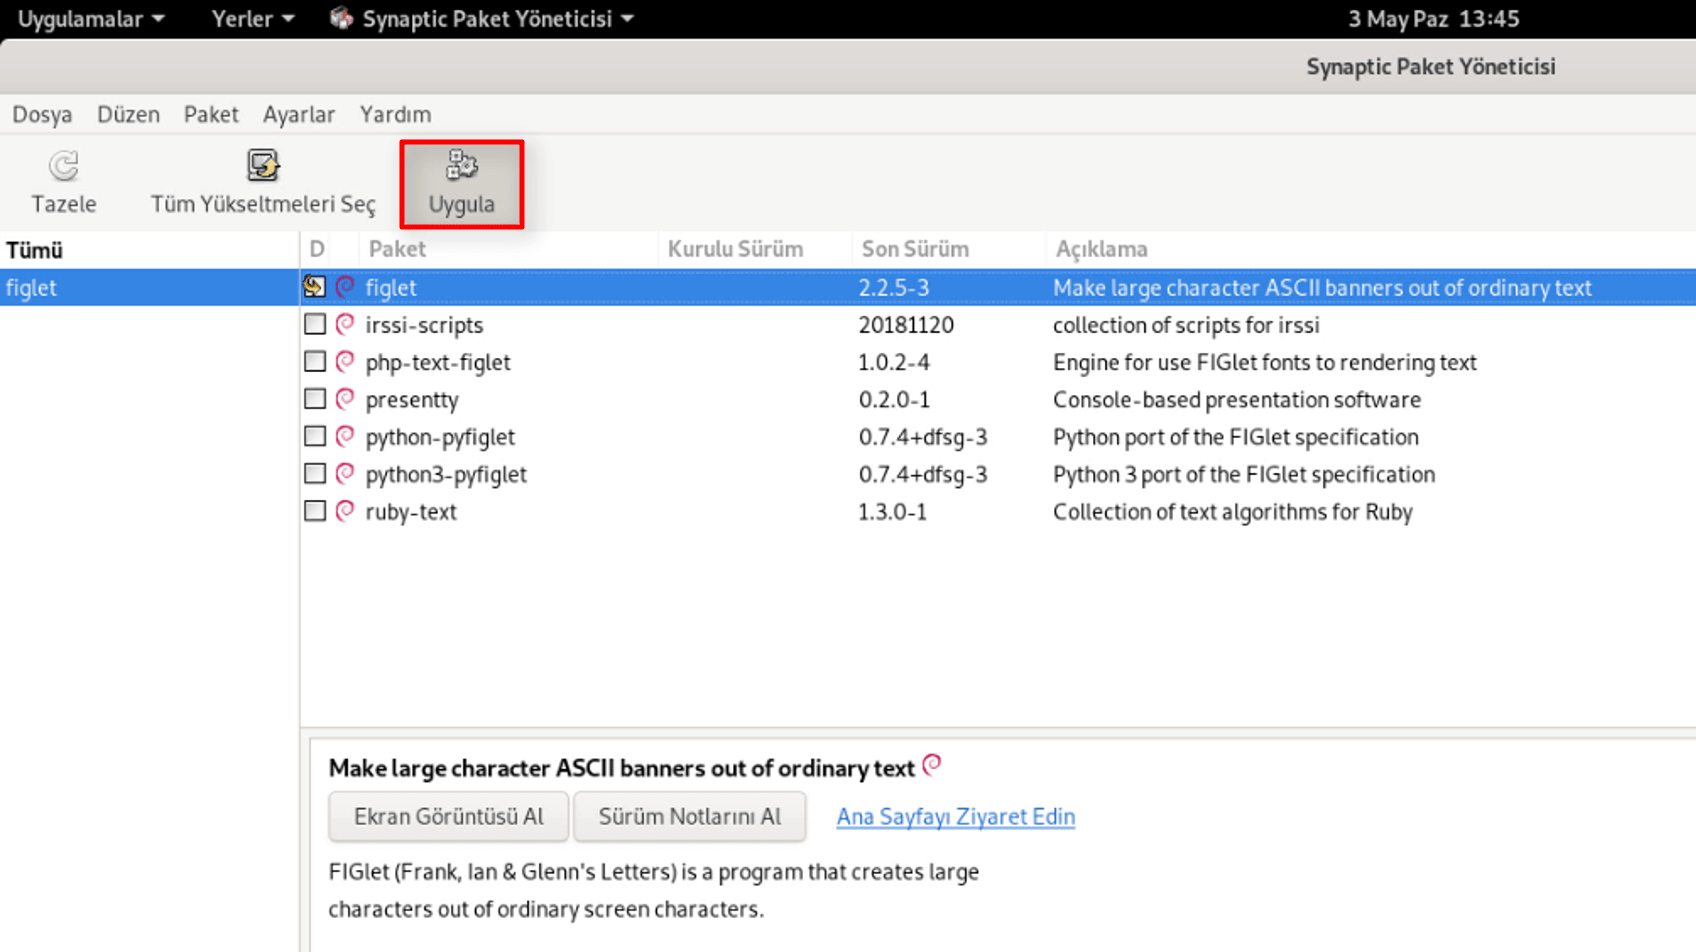 Uygulamalar Yerler Synaptic Paket Yöneticisi 3 May Paz 13:45
Synaptic Paket Yöneticisi
Dosya Düzen Paket Ayarlar Yardım
Tazele Tüm Yükseltmeleri Seç Uygula
Tümü
figlet
D Paket Kurulu Sürüm Son Sürüm Açıklama
figlet 2.2.5-3 Make large character ASCII banners out of ordinary text
irssi-scripts 20181120 collection of scripts for irssi
php-text-figlet 1.0.2-4 Engine for use FIGlet fonts to rendering text
presentty 0.2.0-1 Console-based presentation software
python-pyfiglet 0.7.4+dfsg-3 Python port of the FIGlet specification
python3-pyfiglet 0.7.4+dfsg-3 Python 3 port of the FIGlet specification
ruby-text 1.3.0-1 Collection of text algorithms for Ruby
Make large character ASCII banners out of ordinary text
Ekran Görüntüsü Al Sürüm Notlarını Al Ana Sayfayı Ziyaret Edin
FIGlet (Frank, Ian & Glenn's Letters) is a program that creates large
characters out of ordinary screen characters.